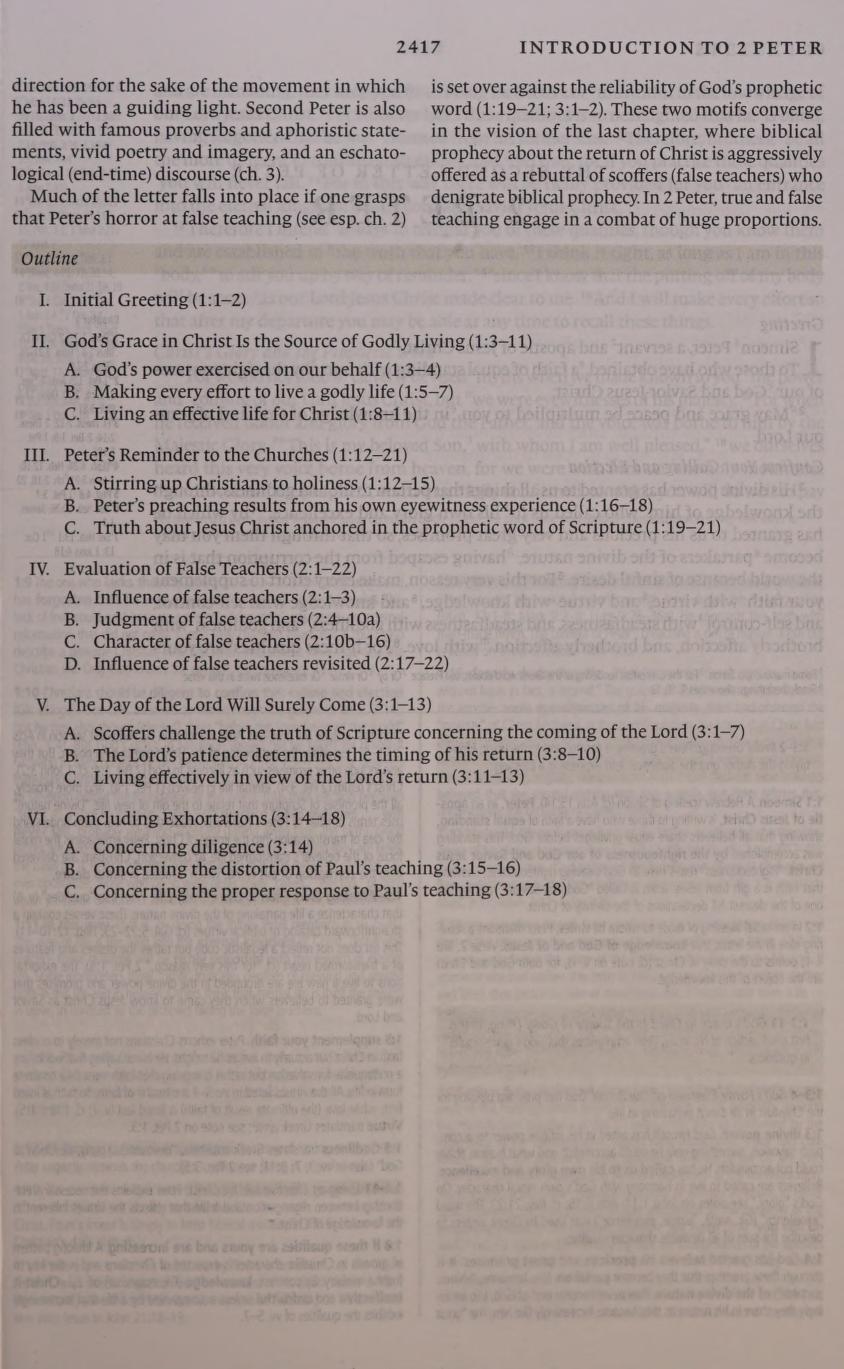 2417 INTRODUCTION TO 2 PETER
direction for the sake of the movement in which
he has been a guiding light. Second Peter is also
filled with famous proverbs and aphoristic state-
ments, vivid poetry and imagery, and an eschato-
logical (end-time) discourse (ch. 3).
Much of the letter falls into place if one grasps
that Peter's horror at false teaching (see esp. ch. 2)
is set over against the reliability of God's prophetic
word (1:19–21; 3:1–2). These two motifs converge
in the vision of the last chapter, where biblical
prophecy about the return of Christ is aggressively
offered as a rebuttal of scoffers (false teachers) who
denigrate biblical prophecy. In 2 Peter, true and false
teaching engage in a combat of huge proportions.
Outline
I. Initial Greeting (1:1–2)
II. God's Grace in Christ Is the Source of Godly Living (1:3–11)
A. God's power exercised on our behalf (1:3–4)
B. Making every effort to live a godly life (1:5–7)
C. Living an effective life for Christ (1:8–11)
III. Peter's Reminder to the Churches (1:12–21)
A. Stirring up Christians to holiness (1:12–15)
B. Peter's preaching results from his own eyewitness experience (1:16–18)
C. Truth about Jesus Christ anchored in the prophetic word of Scripture (1:19–21)
IV. Evaluation of False Teachers (2:1–22)
A. Influence of false teachers (2:1–3)
B. Judgment of false teachers (2:4–10a)
C. Character of false teachers (2:10b–16)
D. Influence of false teachers revisited (2:17–22)
V. The Day of the Lord Will Surely Come (3:1–13)
A. Scoffers challenge the truth of Scripture concerning the coming of the Lord (3:1–7)
B. The Lord's patience determines the timing of his return (3:8–10)
C. Living effectively in view of the Lord's return (3:11–13)
VI. Concluding Exhortations (3:14–18)
A. Concerning diligence (3:14)
B. Concerning the distortion of Paul's teaching (3:15–16)
C. Concerning the proper response to Paul's teaching (3:17–18)